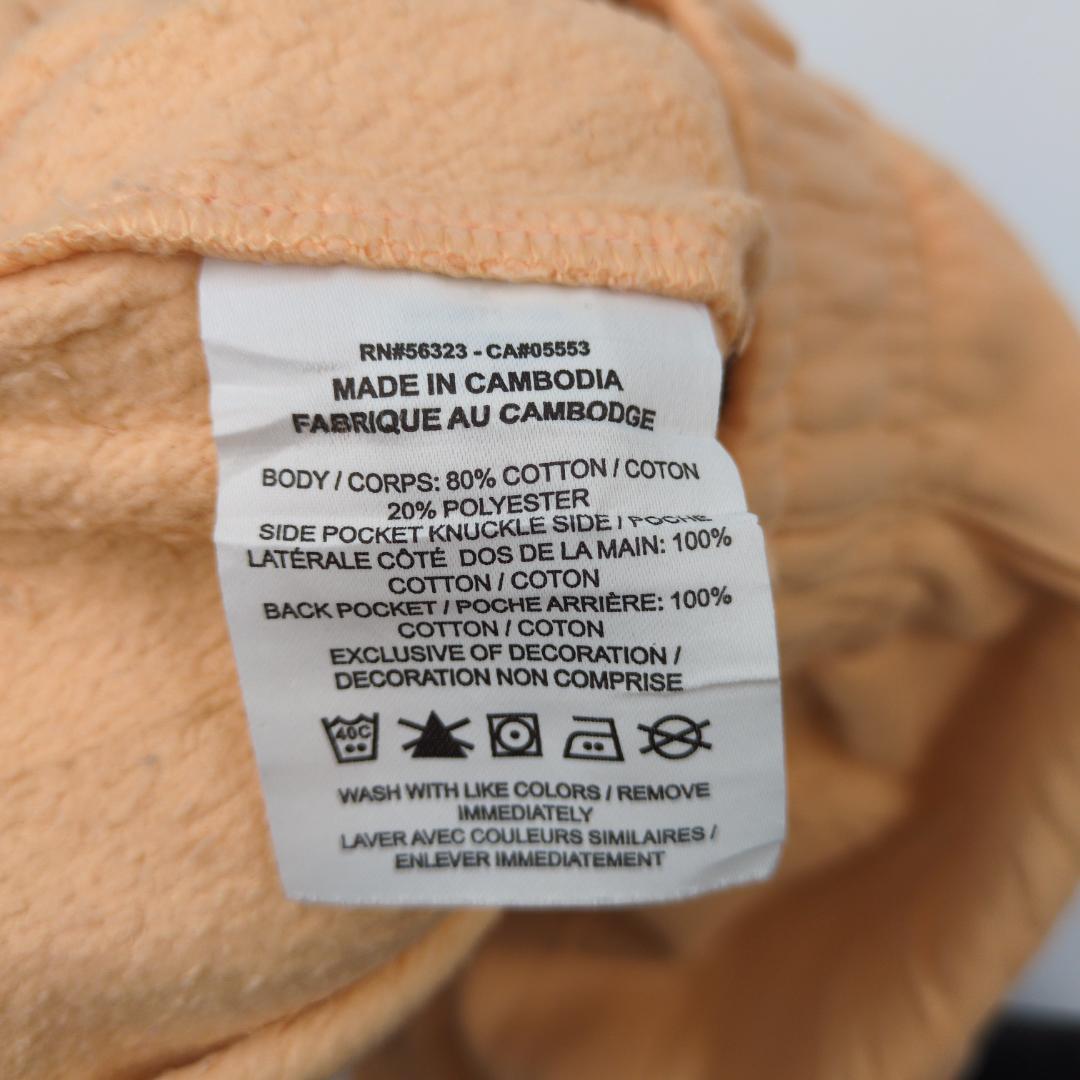 RN#56323 - CA#05553
MADE IN CAMBODIA
FABRIQUE AU CAMBODGE
BODY / CORPS: 80% COTTON / COTON
20% POLYESTER
SIDE POCKET KNUCKLE SIDE / POCHE
LATÉRALE CÔTÉ DOS DE LA MAIN: 100%
COTTON / COTON
BACK POCKET / POCHE ARRIÈRE: 100%
COTTON / COTON
EXCLUSIVE OF DECORATION /
DECORATION NON COMPRISE
40C
WASH WITH LIKE COLORS / REMOVE
IMMEDIATELY
LAVER AVEC COULEURS SIMILAIRES /
ENLEVER IMMEDIATEMENT